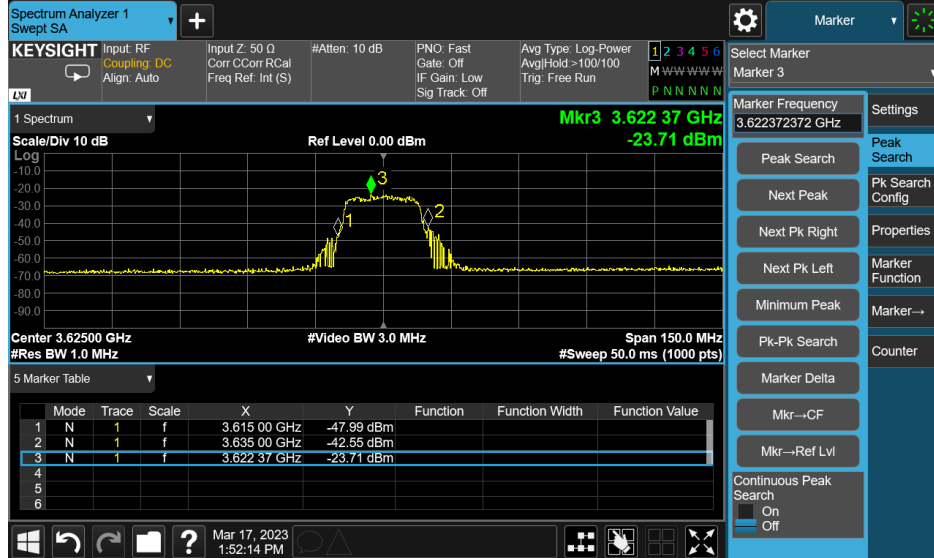 Spectrum Analyzer 1
Swept SA
+
Marker
KEYSIGHT
LXI
Input: RF
Coupling: DC
Align: Auto
Input Z: 50 Ω
Corr CCorr RCal
Freq Ref: Int (S)
#Atten: 10 dB
PNO: Fast
Gate: Off
IF Gain: Low
Sig Track: Off
Avg Type: Log-Power
Avg|Hold:>100/100
Trig: Free Run
1 2 3 4 5 6
M W W W W W
P N N N N N
Select Marker
Marker 3
1 Spectrum
Mkr3 3.622 37 GHz
Scale/Div 10 dB
Ref Level 0.00 dBm
-23.71 dBm
Log
-10.0
-20.0
-30.0
-40.0
-50.0
-60.0
-70.0
-80.0
-90.0
3
1
2
Center 3.62500 GHz
#Video BW 3.0 MHz
Span 150.0 MHz
#Res BW 1.0 MHz
#Sweep 50.0 ms (1000 pts)
5 Marker Table
Mode Trace Scale X Y Function Function Width Function Value
1 N 1 f 3.615 00 GHz -47.99 dBm
2 N 1 f 3.635 00 GHz -42.55 dBm
3 N 1 f 3.622 37 GHz -23.71 dBm
4
5
6
Marker Frequency
3.622372372 GHz
Peak Search
Next Peak
Next Pk Right
Next Pk Left
Minimum Peak
Pk-Pk Search
Marker Delta
Mkr→CF
Mkr→Ref Lvl
Continuous Peak
Search
On
Off
Settings
Peak
Search
Pk Search
Config
Properties
Marker
Function
Marker→
Counter
?
Mar 17, 2023
1:52:14 PM